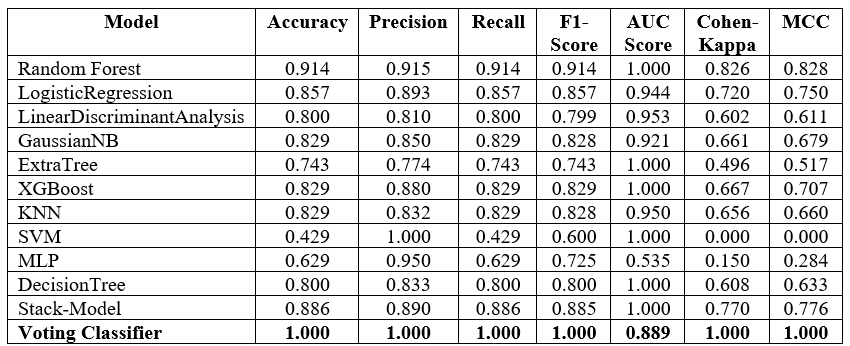 Model Accuracy Precision Recall F1-Score AUC Score Cohen-Kappa MCC
Random Forest 0.914 0.915 0.914 0.914 1.000 0.826 0.828
LogisticRegression 0.857 0.893 0.857 0.857 0.944 0.720 0.750
LinearDiscriminantAnalysis 0.800 0.810 0.800 0.799 0.953 0.602 0.611
GaussianNB 0.829 0.850 0.829 0.828 0.921 0.661 0.679
ExtraTree 0.743 0.774 0.743 0.743 1.000 0.496 0.517
XGBoost 0.829 0.880 0.829 0.829 1.000 0.667 0.707
KNN 0.829 0.832 0.829 0.828 0.950 0.656 0.660
SVM 0.429 1.000 0.429 0.600 1.000 0.000 0.000
MLP 0.629 0.950 0.629 0.725 0.535 0.150 0.284
DecisionTree 0.800 0.833 0.800 0.800 1.000 0.608 0.633
Stack-Model 0.886 0.890 0.886 0.885 1.000 0.770 0.776
Voting Classifier 1.000 1.000 1.000 1.000 0.889 1.000 1.000